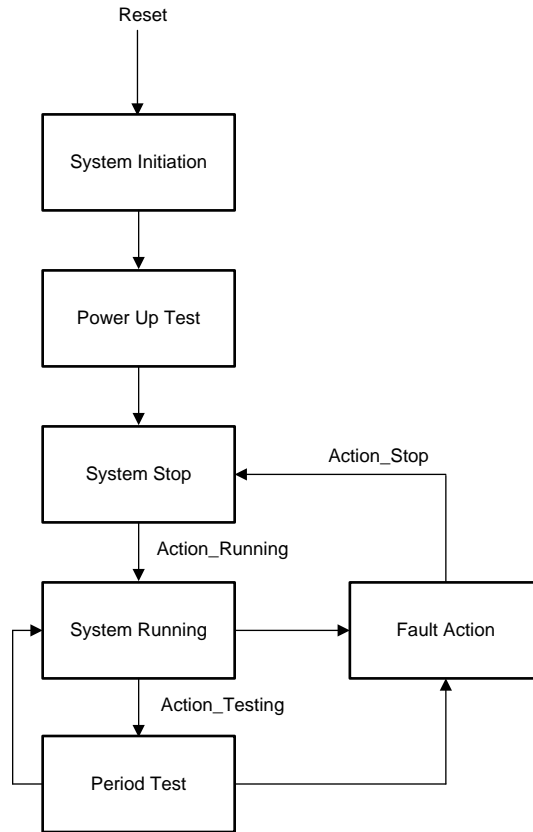 Reset
System Initiation
Power Up Test
System Stop
Action_Stop
Action_Running
System Running
Fault Action
Action_Testing
Period Test